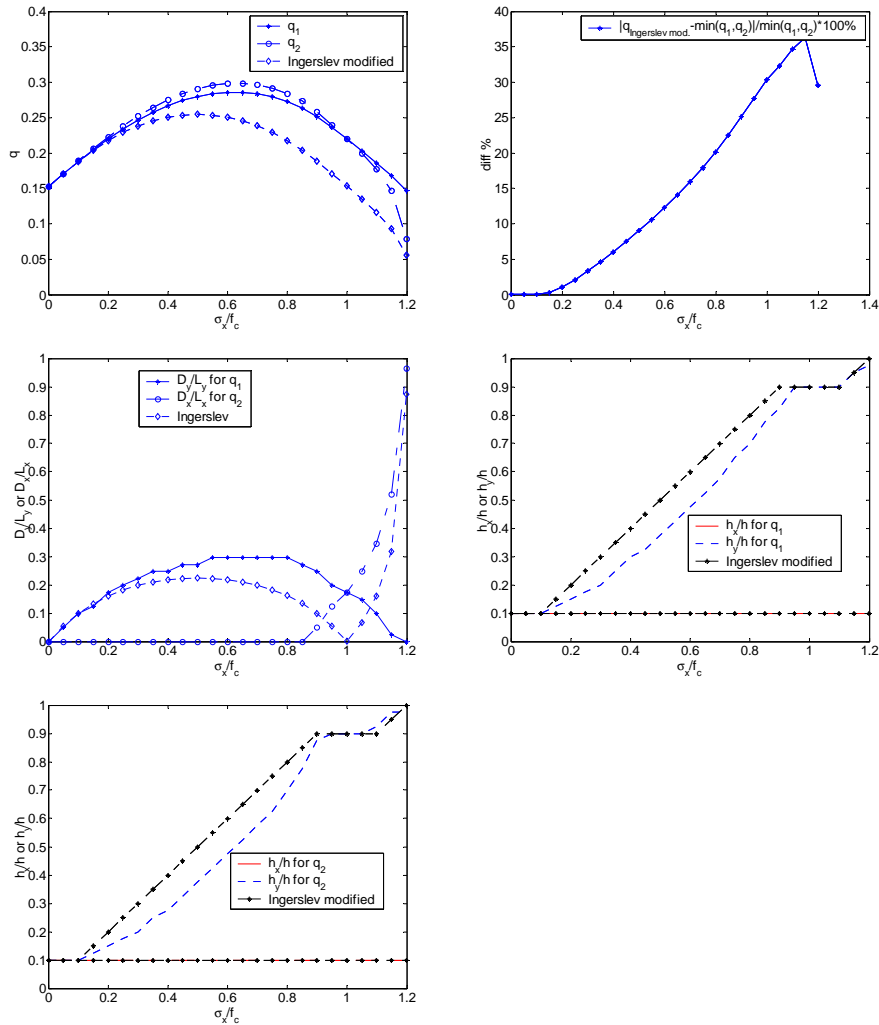 q₁
q₂
Ingerslev modified
0.4
0.35
0.3
0.25
0.2
0.15
0.1
0.05
0
q
0 0.2 0.4 0.6 0.8 1 1.2
σx/fc
|qIngerslev mod.-min(q₁,q₂)|/min(q₁,q₂)*100%
40
35
30
25
20
15
10
5
0
diff %
0 0.2 0.4 0.6 0.8 1 1.2 1.4
σx/fc
Dy/Ly for q₁
Dx/Lx for q₂
Ingerslev
1
0.9
0.8
0.7
0.6
0.5
0.4
0.3
0.2
0.1
0
Dy/Ly or Dx/Lx
0 0.2 0.4 0.6 0.8 1 1.2
σx/fc
1
0.9
0.8
0.7
0.6
0.5
0.4
0.3
0.2
0.1
0
hx/h or hy/h
hx/h for q₁
hy/h for q₁
Ingerslev modified
0 0.2 0.4 0.6 0.8 1 1.2
σx/fc
1
0.9
0.8
0.7
0.6
0.5
0.4
0.3
0.2
0.1
0
hx/h or hy/h
hx/h for q₂
hy/h for q₂
Ingerslev modified
0 0.2 0.4 0.6 0.8 1 1.2
σx/fc